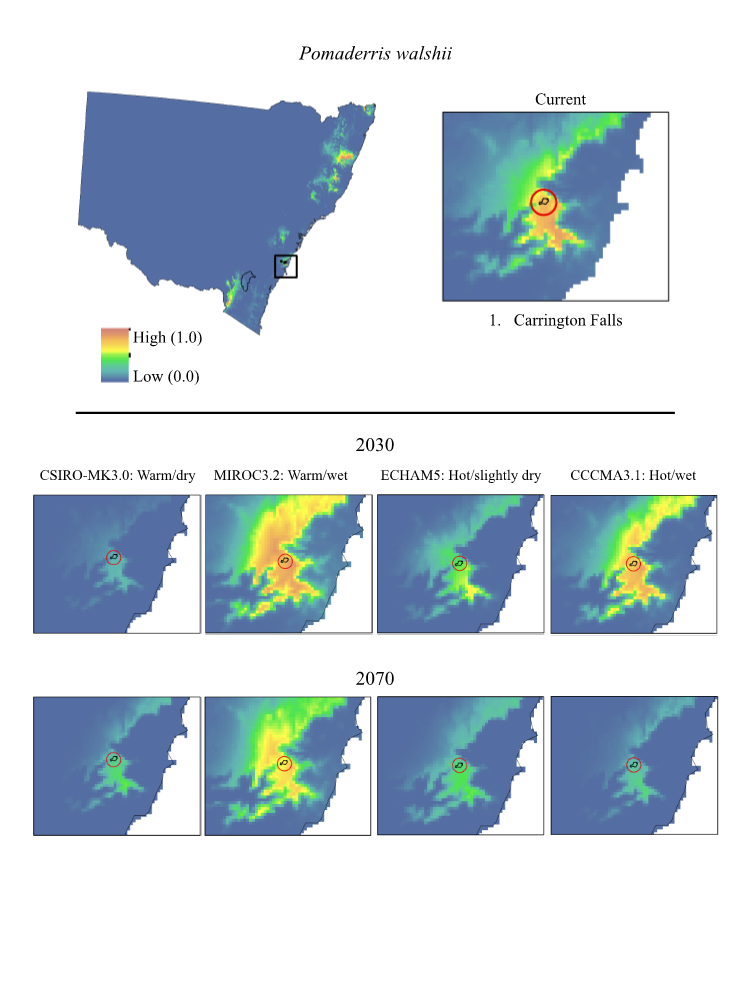 Pomaderris walshii
Current
1. Carrington Falls
High (1.0)
Low (0.0)
2030
CSIRO-MK3.0: Warm/dry
MIROC3.2: Warm/wet
ECHAM5: Hot/slightly dry
CCCMA3.1: Hot/wet
2070